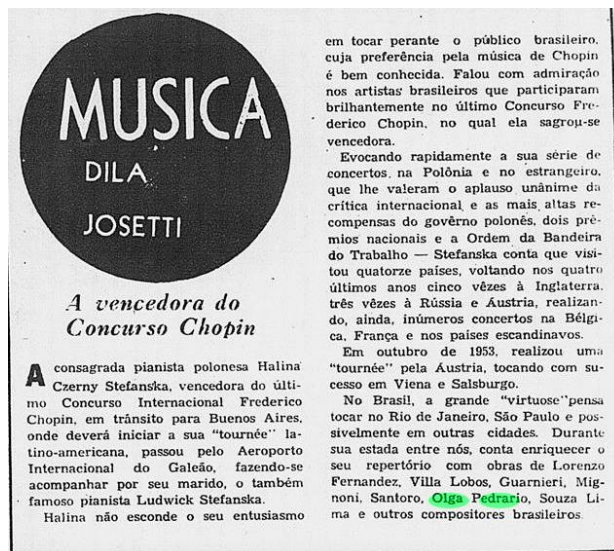 MUSICA
DILA
JOSETTI
A vencedora do
Concurso Chopin
A consagrada pianista polonesa Halina
Czerny Stefanska, vencedora do últi-
mo Concurso Internacional Frederico
Chopin, em trânsito para Buenos Aires,
onde deverá iniciar a sua "tournée" la-
tino-americana, passou pelo Aeroporto
Internacional do Galeão, fazendo-se
acompanhar por seu marido, o também
famoso pianista Ludwick Stefanska.
Halina não esconde o seu entusiasmo
em tocar perante o público brasileiro,
cuja preferência pela música de Chopin
é bem conhecida. Falou com admiração
nos artistas brasileiros que participaram
brilhantemente no último Concurso Fre-
derico Chopin, no qual ela sagrou-se
vencedora.
Evocando rapidamente a sua série de
concertos, na Polônia e no estrangeiro,
que lhe valeram o aplauso unânime da
crítica internacional e as mais altas re-
compensas do govêrno polonês, dois prê-
mios nacionais e a Ordem da Bandeira
do Trabalho — Stefanska conta que visi-
tou quatorze países, voltando nos quatro
últimos anos cinco vêzes à Inglaterra,
três vêzes à Rússia e Áustria, realizan-
do, ainda, inúmeros concertos na Bélgi-
ca, França e nos países escandinavos.
Em outubro de 1953, realizou uma
"tournée" pela Áustria, tocando com su-
cesso em Viena e Salsburgo.
No Brasil, a grande "virtuose" pensa
tocar no Rio de Janeiro, São Paulo e pos-
sivelmente em outras cidades. Durante
sua estada entre nós, conta enriquecer o
seu repertório com obras de Lorenzo
Fernandez, Villa Lobos, Guarnieri, Mig-
noni, Santoro, Olga Pedrario, Souza Li-
ma e outros compositores brasileiros.